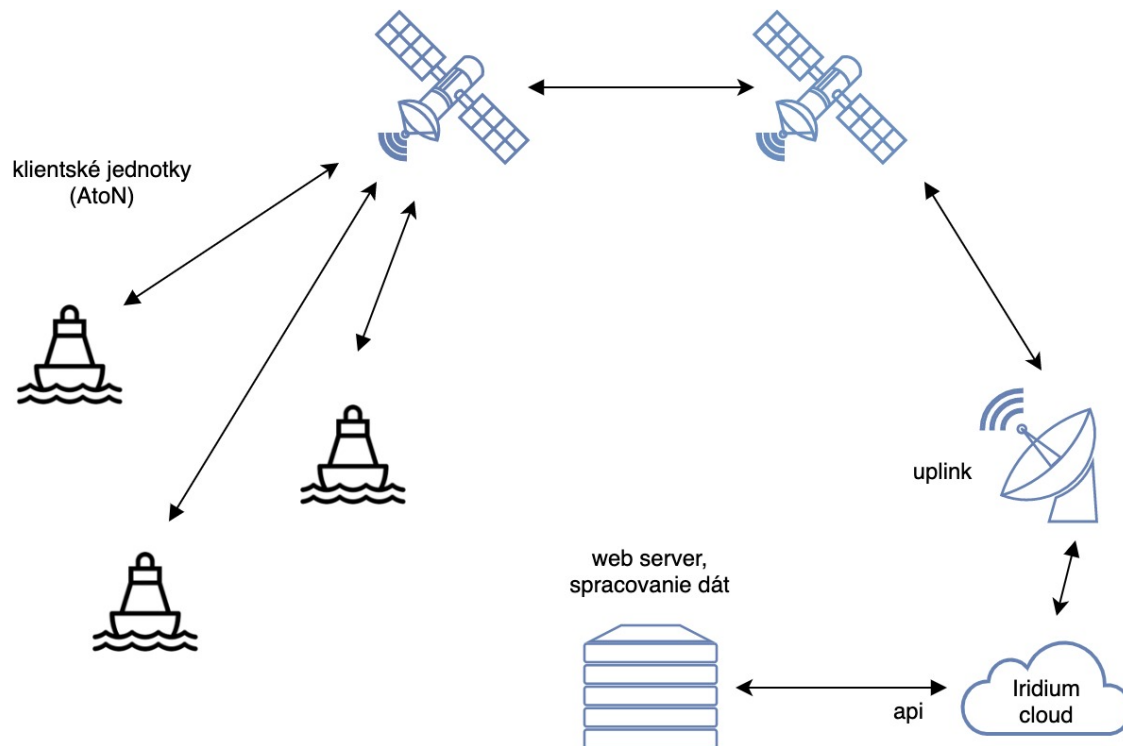 klientské jednotky
(AtoN)
uplink
web server,
spracovanie dát
api
Iridium
cloud